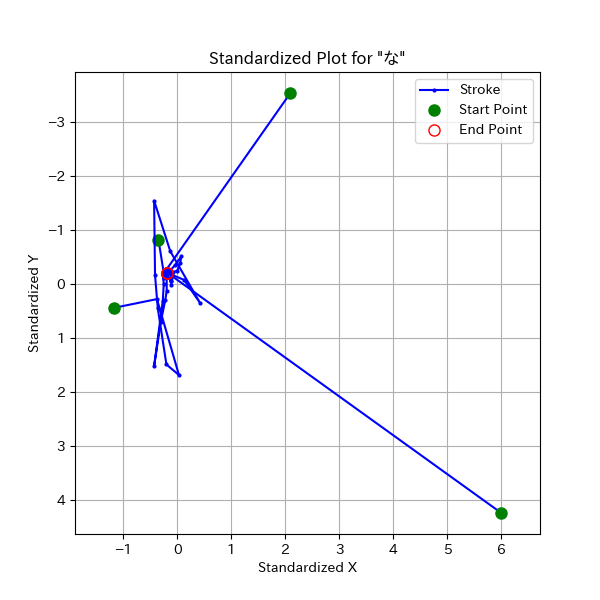 Standardized Plot for "な"
Stroke
Start Point
End Point
Standardized Y
−3
−2
−1
0
1
2
3
4
−1 0 1 2 3 4 5 6
Standardized X